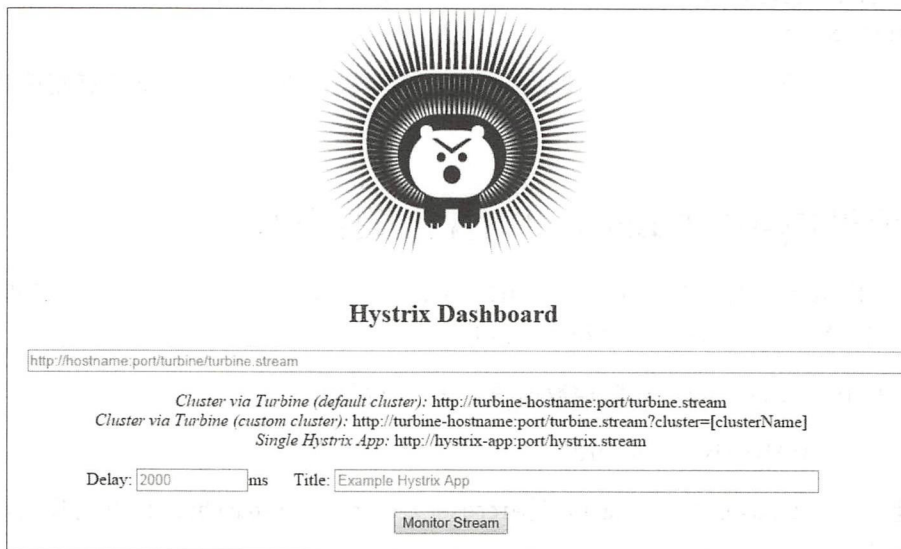 Hystrix Dashboard
http://hostname:port/turbine/turbine.stream
Cluster via Turbine (default cluster): http://turbine-hostname:port/turbine.stream
Cluster via Turbine (custom cluster): http://turbine-hostname:port/turbine.stream?cluster=[clusterName]
Single Hystrix App: http://hystrix-app:port/hystrix.stream
Delay: 2000 ms Title: Example Hystrix App
Monitor Stream